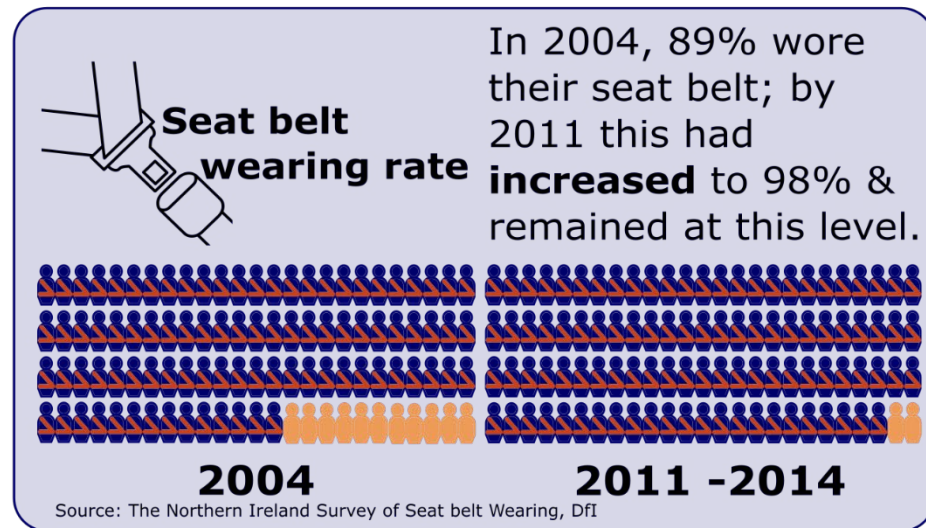 Seat belt
wearing rate
In 2004, 89% wore
their seat belt; by
2011 this had
increased to 98% &
remained at this level.
2004
2011 -2014
Source: The Northern Ireland Survey of Seat belt Wearing, DfI